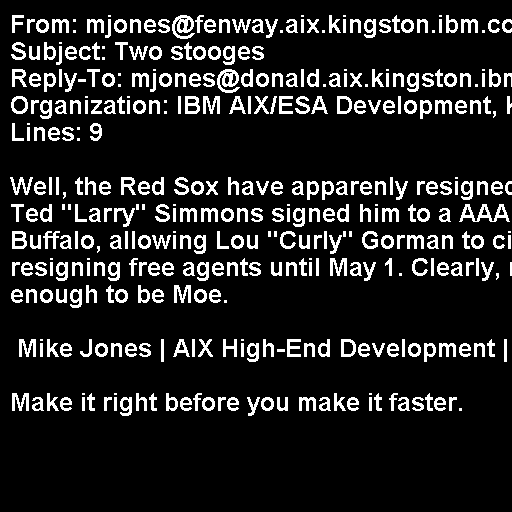 From: mjones@fenway.aix.kingston.ibm.co
Subject: Two stooges
Reply-To: mjones@donald.aix.kingston.ibm
Organization: IBM AIX/ESA Development, K
Lines: 9

Well, the Red Sox have apparenly resigned
Ted "Larry" Simmons signed him to a AAA
Buffalo, allowing Lou "Curly" Gorman to ci
resigning free agents until May 1. Clearly,
enough to be Moe.

Mike Jones | AIX High-End Development |

Make it right before you make it faster.